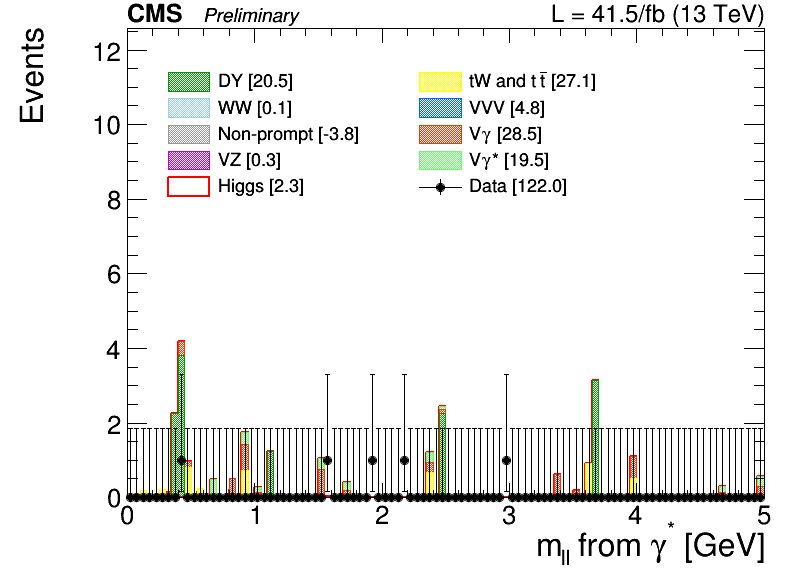 CMS Preliminary L = 41.5/fb (13 TeV)
Events
DY [20.5]
WW [0.1]
Non-prompt [-3.8]
VZ [0.3]
Higgs [2.3]
tW and tt̄ [27.1]
VVV [4.8]
Vγ [28.5]
Vγ* [19.5]
Data [122.0]
12
10
8
6
4
2
0
0 1 2 3 4 5
m_ll from γ* [GeV]